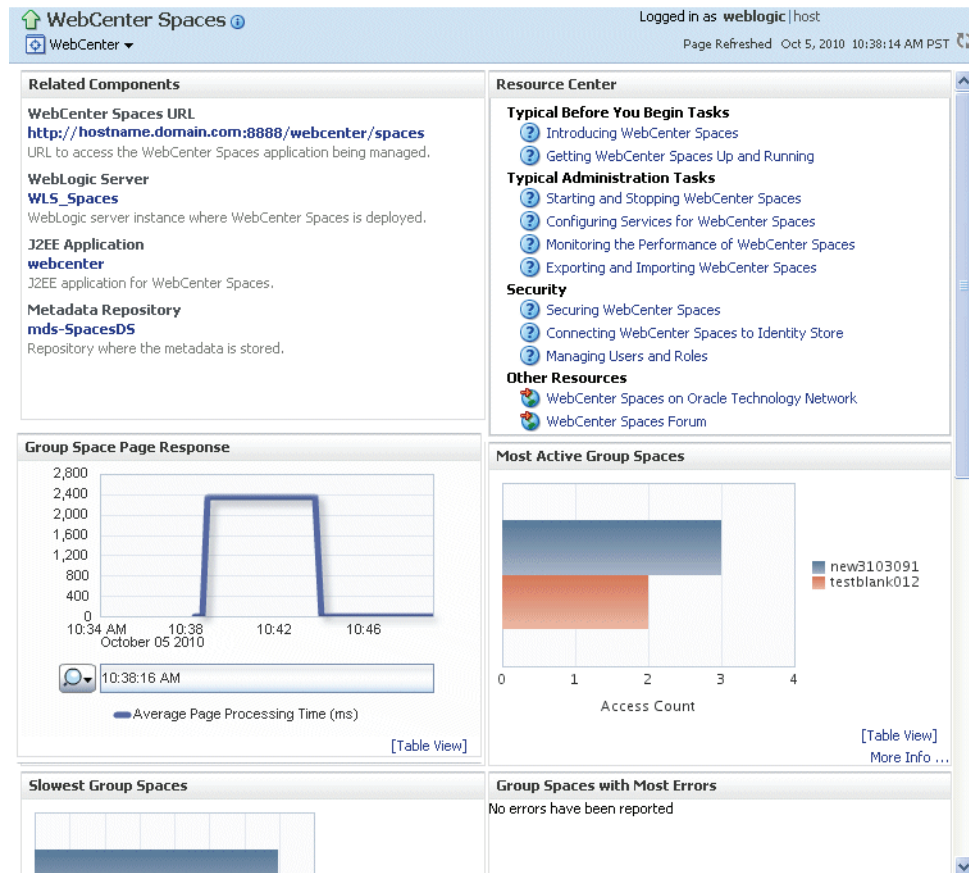 WebCenter Spaces
Logged in as weblogic|host
WebCenter
Page Refreshed Oct 5, 2010 10:38:14 AM PST
Related Components
WebCenter Spaces URL
http://hostname.domain.com:8888/webcenter/spaces
URL to access the WebCenter Spaces application being managed.
WebLogic Server
WLS_Spaces
WebLogic server instance where WebCenter Spaces is deployed.
J2EE Application
webcenter
J2EE application for WebCenter Spaces.
Metadata Repository
mds-SpacesDS
Repository where the metadata is stored.
Resource Center
Typical Before You Begin Tasks
Introducing WebCenter Spaces
Getting WebCenter Spaces Up and Running
Typical Administration Tasks
Starting and Stopping WebCenter Spaces
Configuring Services for WebCenter Spaces
Monitoring the Performance of WebCenter Spaces
Exporting and Importing WebCenter Spaces
Security
Securing WebCenter Spaces
Connecting WebCenter Spaces to Identity Store
Managing Users and Roles
Other Resources
WebCenter Spaces on Oracle Technology Network
WebCenter Spaces Forum
Group Space Page Response
2,800
2,400
2,000
1,600
1,200
800
400
0
10:34 AM 10:38 10:42 10:46
October 05 2010
10:38:16 AM
Average Page Processing Time (ms)
[Table View]
Most Active Group Spaces
new3103091
testblank012
0 1 2 3 4
Access Count
[Table View]
More Info ...
Slowest Group Spaces
Group Spaces with Most Errors
No errors have been reported